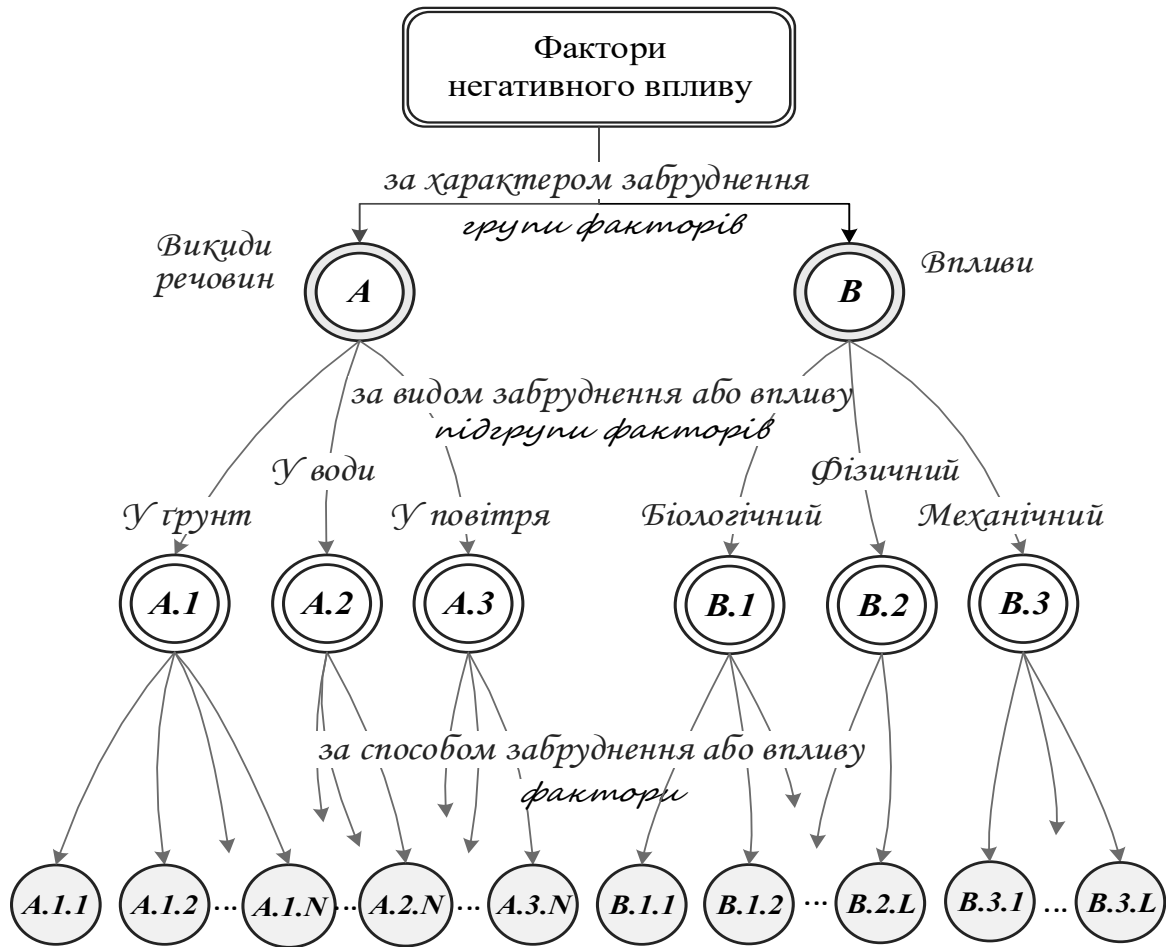 Фактори
негативного впливу
за характером забруднення
групи факторів
Викиди
речовин
A
B
Впливи
за видом забруднення або впливу
підгрупи факторів
У ґрунт
У води
У повітря
Біологічний
Фізичний
Механічний
A.1
A.2
A.3
B.1
B.2
B.3
за способом забруднення або впливу
фактори
A.1.1
A.1.2
...
A.1.N
...
A.2.N
...
A.3.N
B.1.1
B.1.2
...
B.2.L
B.3.1
...
B.3.L